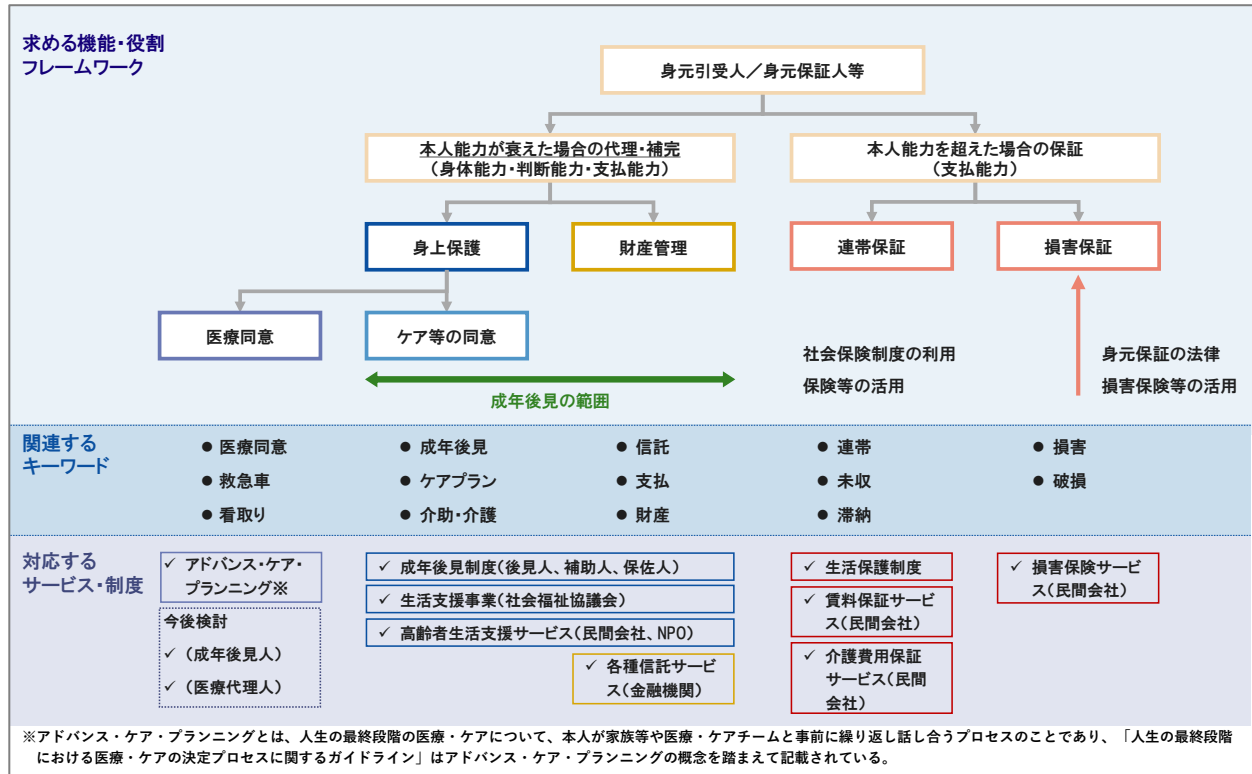 求める機能・役割
フレームワーク
身元引受人／身元保証人等
本人能力が衰えた場合の代理・補完
（身体能力・判断能力・支払能力）
本人能力を超えた場合の保証
（支払能力）
身上保護
財産管理
連帯保証
損害保証
医療同意
ケア等の同意
社会保険制度の利用
保険等の活用
身元保証の法律
損害保険等の活用
成年後見の範囲
関連する
キーワード
● 医療同意
● 救急車
● 看取り
● 成年後見
● ケアプラン
● 介助・介護
● 信託
● 支払
● 財産
● 連帯
● 未収
● 滞納
● 損害
● 破損
対応する
サービス・制度
✓ アドバンス・ケア・
プランニング※
今後検討
✓ （成年後見人）
✓ （医療代理人）
✓ 成年後見制度（後見人、補助人、保佐人）
✓ 生活支援事業（社会福祉協議会）
✓ 高齢者生活支援サービス（民間会社、NPO）
✓ 各種信託サービ
ス（金融機関）
✓ 生活保護制度
✓ 賃料保証サービ
ス（民間会社）
✓ 介護費用保証
サービス（民間
会社）
✓ 損害保険サービ
ス（民間会社）
※アドバンス・ケア・プランニングとは、人生の最終段階の医療・ケアについて、本人が家族等や医療・ケアチームと事前に繰り返し話し合うプロセスのことであり、「人生の最終段階
における医療・ケアの決定プロセスに関するガイドライン」はアドバンス・ケア・プランニングの概念を踏まえて記載されている。